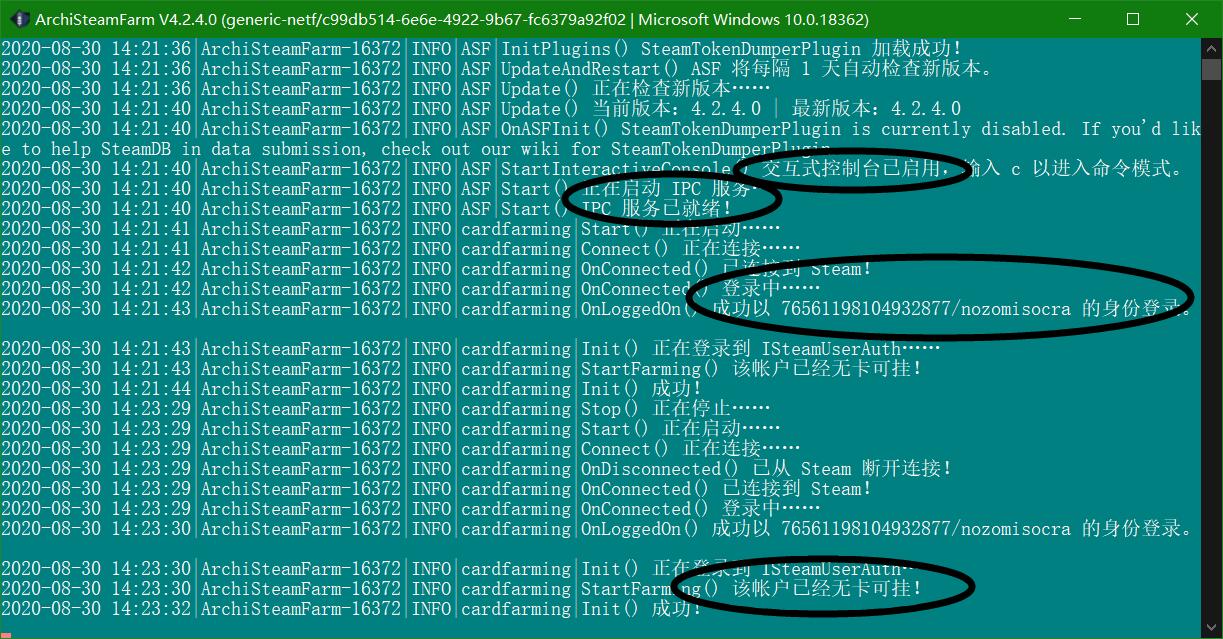 ArchiSteamFarm V4.2.4.0 (generic-netf/c99db514-6e6e-4922-9b67-fc6379a92f02 | Microsoft Windows 10.0.18362)
2020-08-30 14:21:36|ArchiSteamFarm-16372|INFO|ASF|InitPlugins() SteamTokenDumperPlugin 加载成功！
2020-08-30 14:21:36|ArchiSteamFarm-16372|INFO|ASF|UpdateAndRestart() ASF 将每隔 1 天自动检查新版本。
2020-08-30 14:21:36|ArchiSteamFarm-16372|INFO|ASF|Update() 正在检查新版本……
2020-08-30 14:21:40|ArchiSteamFarm-16372|INFO|ASF|Update() 当前版本：4.2.4.0 | 最新版本：4.2.4.0
2020-08-30 14:21:40|ArchiSteamFarm-16372|INFO|ASF|OnASFInit() SteamTokenDumperPlugin is currently disabled. If you'd lik
e to help SteamDB in data submission, check out our wiki for SteamTokenDumperPlugin.
2020-08-30 14:21:40|ArchiSteamFarm-16372|INFO|ASF|StartInteractiveConsole() 交互式控制台已启用，输入 c 以进入命令模式。
2020-08-30 14:21:40|ArchiSteamFarm-16372|INFO|ASF|Start() 正在启动 IPC 服务…
2020-08-30 14:21:40|ArchiSteamFarm-16372|INFO|ASF|Start() IPC 服务已就绪！
2020-08-30 14:21:41|ArchiSteamFarm-16372|INFO|cardfarming|Start() 正在启动……
2020-08-30 14:21:41|ArchiSteamFarm-16372|INFO|cardfarming|Connect() 正在连接……
2020-08-30 14:21:42|ArchiSteamFarm-16372|INFO|cardfarming|OnConnected() 已连接到 Steam！
2020-08-30 14:21:42|ArchiSteamFarm-16372|INFO|cardfarming|OnConnected() 登录中……
2020-08-30 14:21:43|ArchiSteamFarm-16372|INFO|cardfarming|OnLoggedOn() 成功以 76561198104932877/nozomisocra 的身份登录。
2020-08-30 14:21:43|ArchiSteamFarm-16372|INFO|cardfarming|Init() 正在登录到 ISteamUserAuth……
2020-08-30 14:21:43|ArchiSteamFarm-16372|INFO|cardfarming|StartFarming() 该帐户已经无卡可挂！
2020-08-30 14:21:44|ArchiSteamFarm-16372|INFO|cardfarming|Init() 成功！
2020-08-30 14:23:29|ArchiSteamFarm-16372|INFO|cardfarming|Stop() 正在停止……
2020-08-30 14:23:29|ArchiSteamFarm-16372|INFO|cardfarming|Start() 正在启动……
2020-08-30 14:23:29|ArchiSteamFarm-16372|INFO|cardfarming|Connect() 正在连接……
2020-08-30 14:23:29|ArchiSteamFarm-16372|INFO|cardfarming|OnDisconnected() 已从 Steam 断开连接！
2020-08-30 14:23:29|ArchiSteamFarm-16372|INFO|cardfarming|OnConnected() 已连接到 Steam！
2020-08-30 14:23:29|ArchiSteamFarm-16372|INFO|cardfarming|OnConnected() 登录中……
2020-08-30 14:23:30|ArchiSteamFarm-16372|INFO|cardfarming|OnLoggedOn() 成功以 76561198104932877/nozomisocra 的身份登录。
2020-08-30 14:23:30|ArchiSteamFarm-16372|INFO|cardfarming|Init() 正在登录到 ISteamUserAuth…
2020-08-30 14:23:30|ArchiSteamFarm-16372|INFO|cardfarming|StartFarming() 该帐户已经无卡可挂！
2020-08-30 14:23:32|ArchiSteamFarm-16372|INFO|cardfarming|Init() 成功！